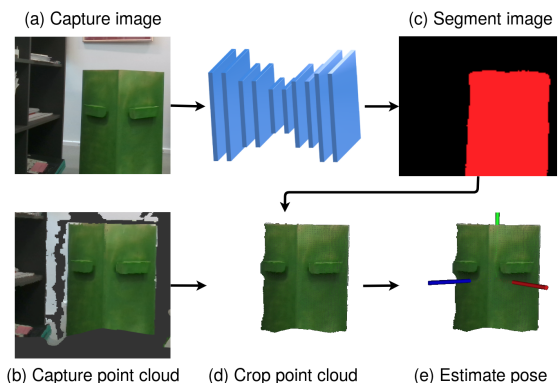 (a) Capture image
(c) Segment image
(b) Capture point cloud
(d) Crop point cloud
(e) Estimate pose